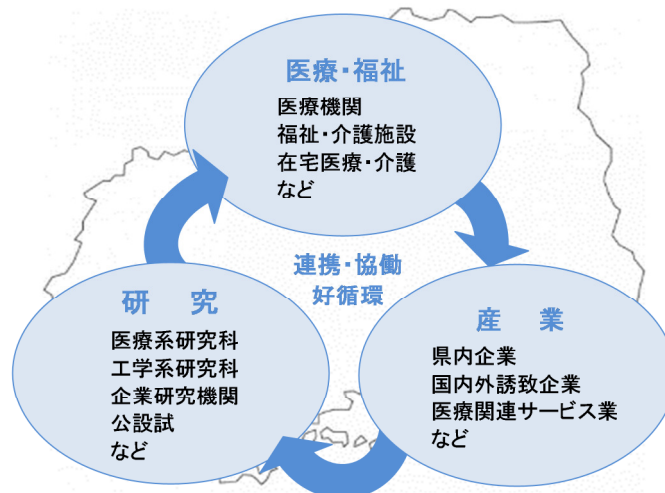 医療・福祉
医療機関
福祉・介護施設
在宅医療・介護
など
連携・協働
好循環
研　究
医療系研究科
工学系研究科
企業研究機関
公設試
など
産　業
県内企業
国内外誘致企業
医療関連サービス業
など